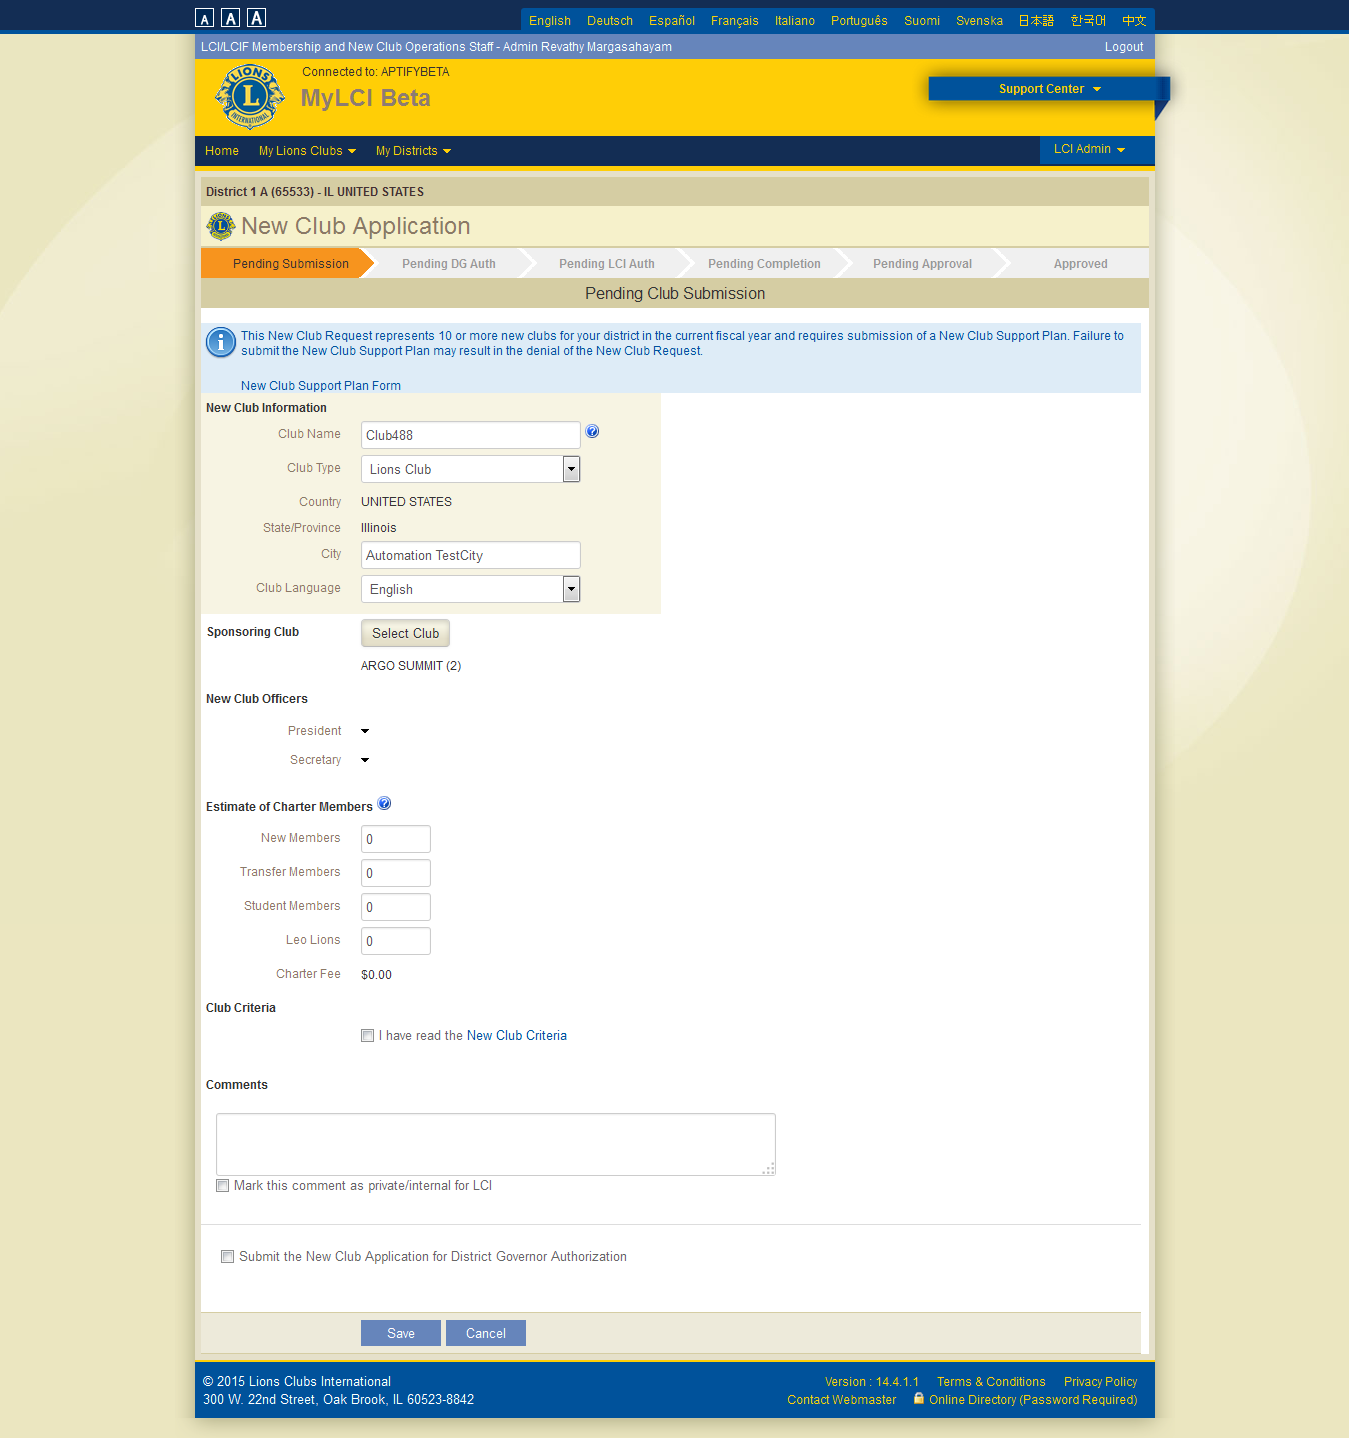 A A A English Deutsch Español Français Italiano Português Suomi Svenska 日本語 한국어 中文
LCI/LCIF Membership and New Club Operations Staff - Admin Revathy Margasahayam Logout
LIONS L INTERNATIONAL
Connected to: APTIFYBETA
MyLCI Beta
Support Center
Home My Lions Clubs My Districts LCI Admin
District 1 A (65533) - IL UNITED STATES
New Club Application
Pending Submission Pending DG Auth Pending LCI Auth Pending Completion Pending Approval Approved
Pending Club Submission
This New Club Request represents 10 or more new clubs for your district in the current fiscal year and requires submission of a New Club Support Plan. Failure to
submit the New Club Support Plan may result in the denial of the New Club Request.
New Club Support Plan Form
New Club Information
Club Name Club488
Club Type Lions Club
Country UNITED STATES
State/Province Illinois
City Automation TestCity
Club Language English
Sponsoring Club Select Club
ARGO SUMMIT (2)
New Club Officers
President
Secretary
Estimate of Charter Members
New Members 0
Transfer Members 0
Student Members 0
Leo Lions 0
Charter Fee $0.00
Club Criteria
I have read the New Club Criteria
Comments
Mark this comment as private/internal for LCI
Submit the New Club Application for District Governor Authorization
Save Cancel
© 2015 Lions Clubs International Version : 14.4.1.1 Terms & Conditions Privacy Policy
300 W. 22nd Street, Oak Brook, IL 60523-8842 Contact Webmaster Online Directory (Password Required)